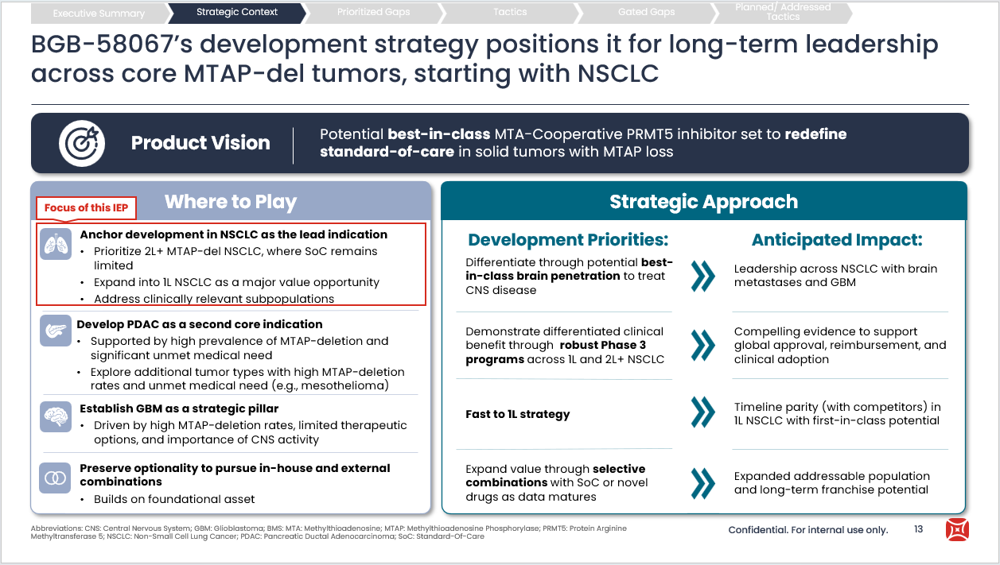 Executive Summary
Strategic Context
Prioritized Gaps
Tactics
Gated Gaps
Planned/ Addressed
Tactics
BGB-58067’s development strategy positions it for long-term leadership
across core MTAP-del tumors, starting with NSCLC
Product Vision
Potential best-in-class MTA-Cooperative PRMT5 inhibitor set to redefine
standard-of-care in solid tumors with MTAP loss
Where to Play
Focus of this IEP
Anchor development in NSCLC as the lead indication
• Prioritize 2L+ MTAP-del NSCLC, where SoC remains
limited
• Expand into 1L NSCLC as a major value opportunity
• Address clinically relevant subpopulations
Develop PDAC as a second core indication
• Supported by high prevalence of MTAP-deletion and
significant unmet medical need
• Explore additional tumor types with high MTAP-deletion
rates and unmet medical need (e.g., mesothelioma)
Establish GBM as a strategic pillar
• Driven by high MTAP-deletion rates, limited therapeutic
options, and importance of CNS activity
Preserve optionality to pursue in-house and external
combinations
• Builds on foundational asset
Strategic Approach
Development Priorities:
Anticipated Impact:
Differentiate through potential best-
in-class brain penetration to treat
CNS disease
Leadership across NSCLC with brain
metastases and GBM
Demonstrate differentiated clinical
benefit through robust Phase 3
programs across 1L and 2L+ NSCLC
Compelling evidence to support
global approval, reimbursement, and
clinical adoption
Fast to 1L strategy
Timeline parity (with competitors) in
1L NSCLC with first-in-class potential
Expand value through selective
combinations with SoC or novel
drugs as data matures
Expanded addressable population
and long-term franchise potential
Abbreviations: CNS: Central Nervous System; GBM: Glioblastoma; BMS: MTA: Methylthioadenosine; MTAP: Methylthioadenosine Phosphorylase; PRMT5: Protein Arginine
Methyltransferase 5; NSCLC: Non-Small Cell Lung Cancer; PDAC: Pancreatic Ductal Adenocarcinoma; SoC: Standard-Of-Care
Confidential. For internal use only.
13